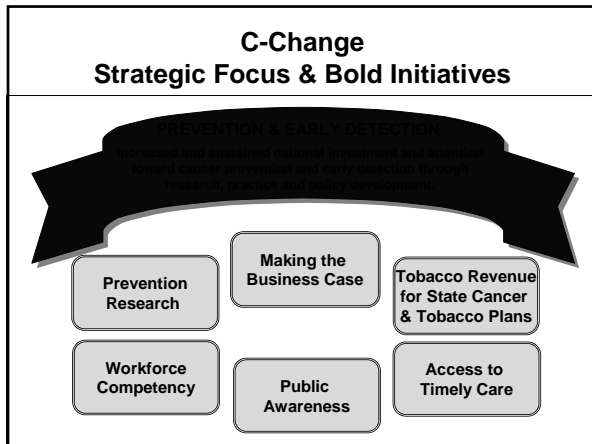 C-Change
Strategic Focus & Bold Initiatives
PREVENTION & EARLY DETECTION
Increased and sustained national investment and attention
toward cancer prevention and early detection through
research, practice and policy development.
Making the
Business Case
Prevention
Research
Tobacco Revenue
for State Cancer
& Tobacco Plans
Workforce
Competency
Public
Awareness
Access to
Timely Care